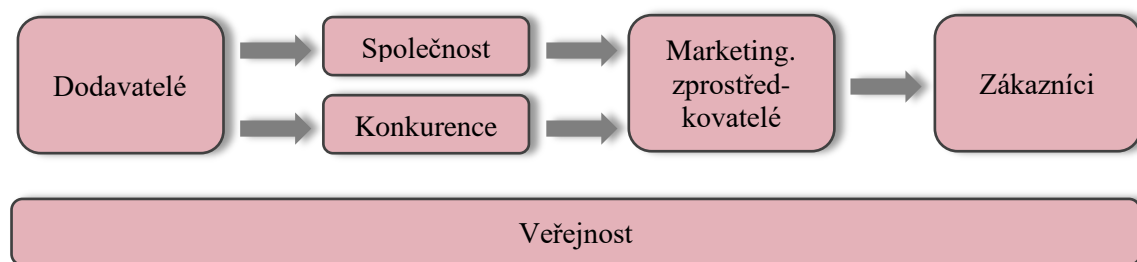 Dodavatelé
Společnost
Konkurence
Marketing.
zprostřed-
kovatelé
Zákazníci
Veřejnost